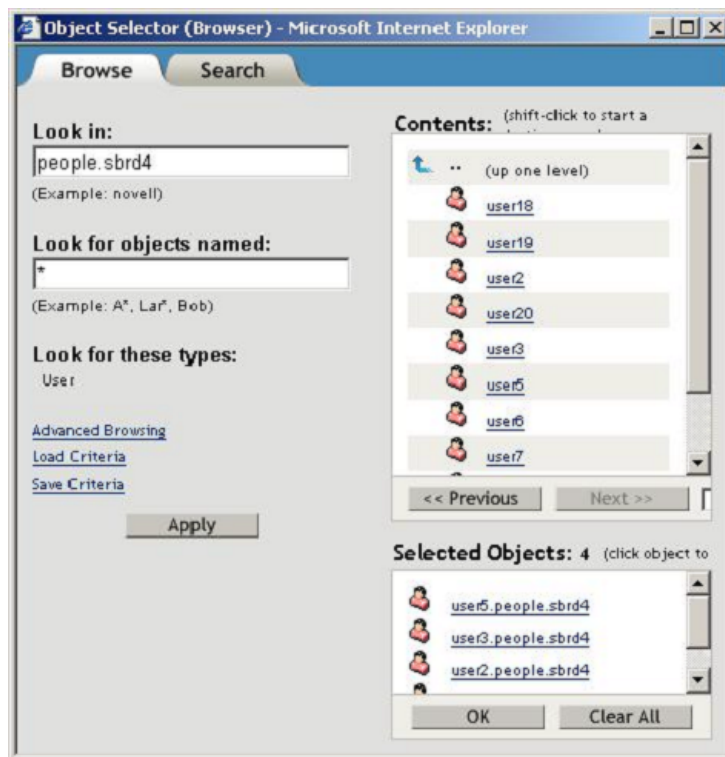 Object Selector (Browser) - Microsoft Internet Explorer
Browse
Search
Look in:
people.sbrd4
(Example: novell)
Look for objects named:
*
(Example: A*, Lar*, Bob)
Look for these types:
User
Advanced Browsing
Load Criteria
Save Criteria
Apply
Contents: (shift-click to start a
.. (up one level)
user18
user19
user2
user20
user3
user5
user6
user7
<< Previous
Next >>
Selected Objects: 4 (click object to
user5.people.sbrd4
user3.people.sbrd4
user2.people.sbrd4
OK
Clear All